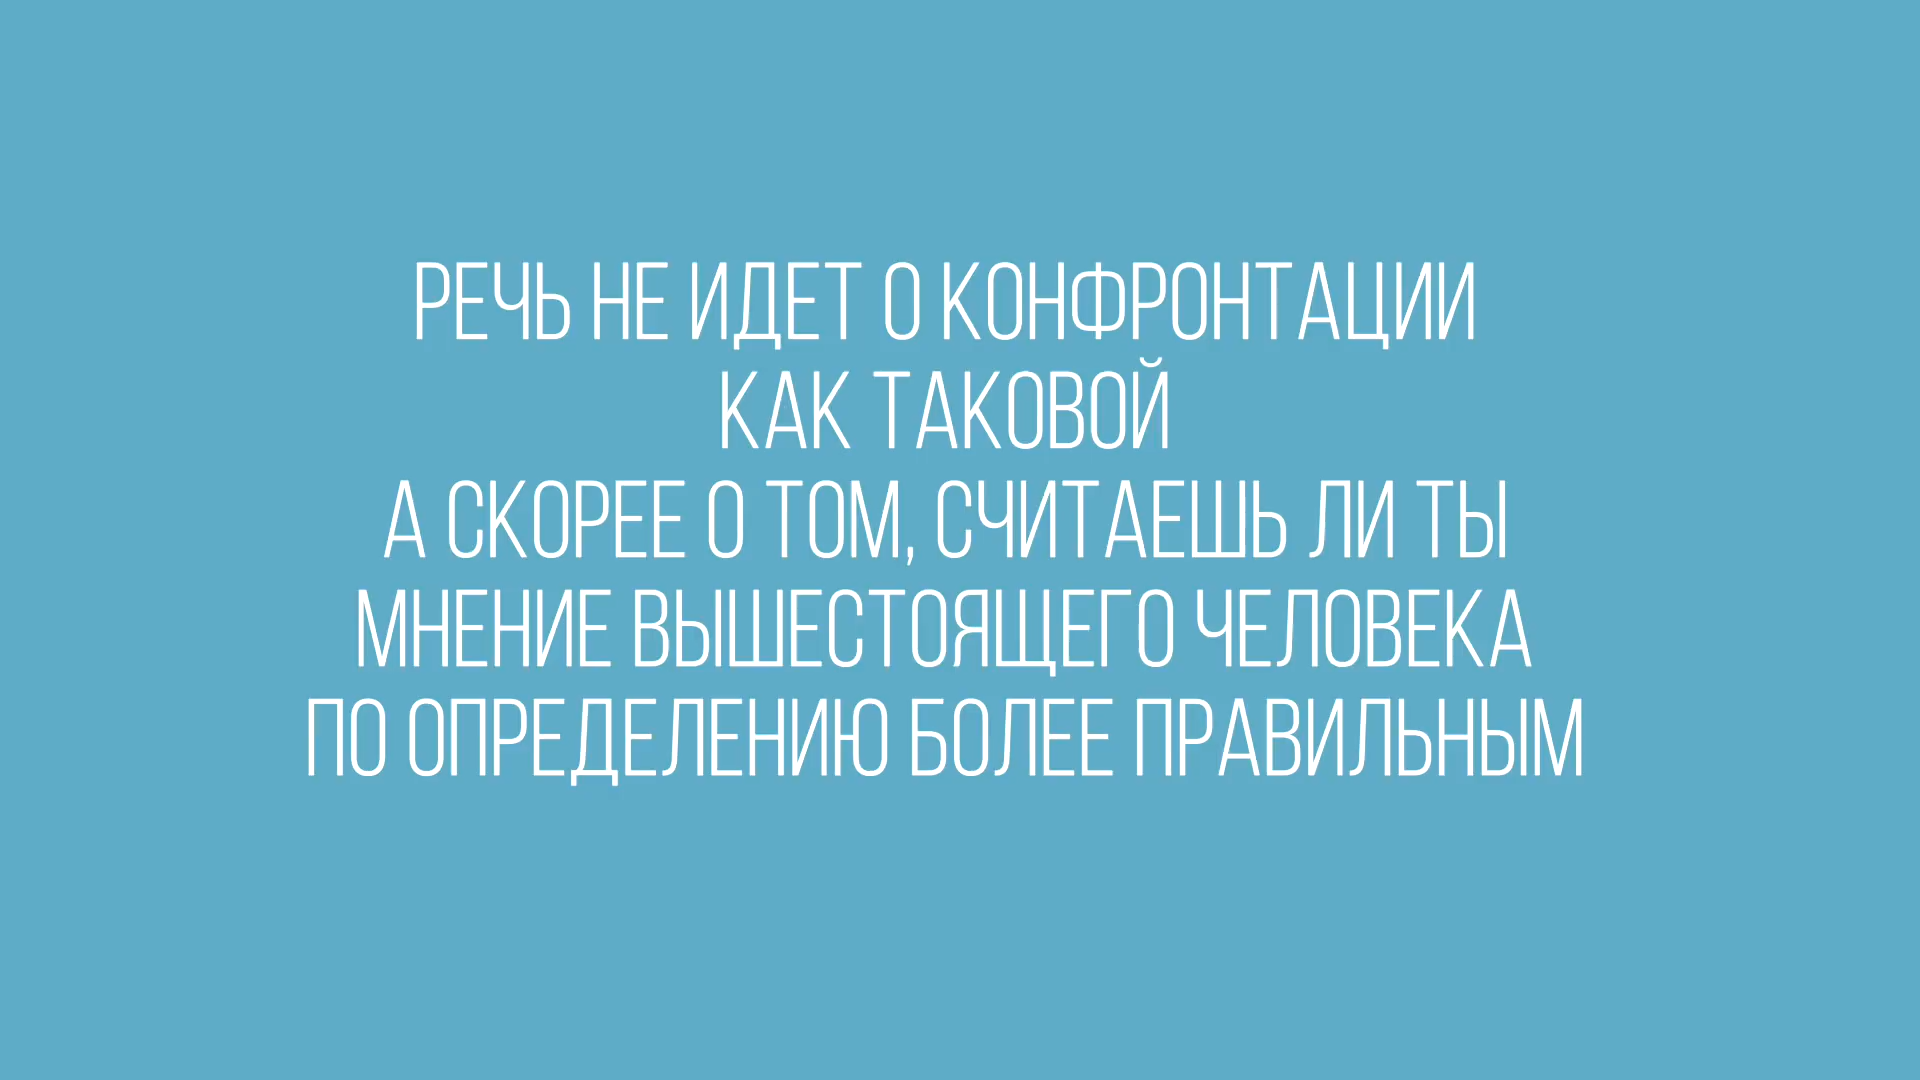 РЕЧЬ НЕ ИДЕТ О КОНФРОНТАЦИИ
КАК ТАКОВОЙ
А СКОРЕЕ О ТОМ, СЧИТАЕШЬ ЛИ ТЫ
МНЕНИЕ ВЫШЕСТОЯЩЕГО ЧЕЛОВЕКА
ПО ОПРЕДЕЛЕНИЮ БОЛЕЕ ПРАВИЛЬНЫМ